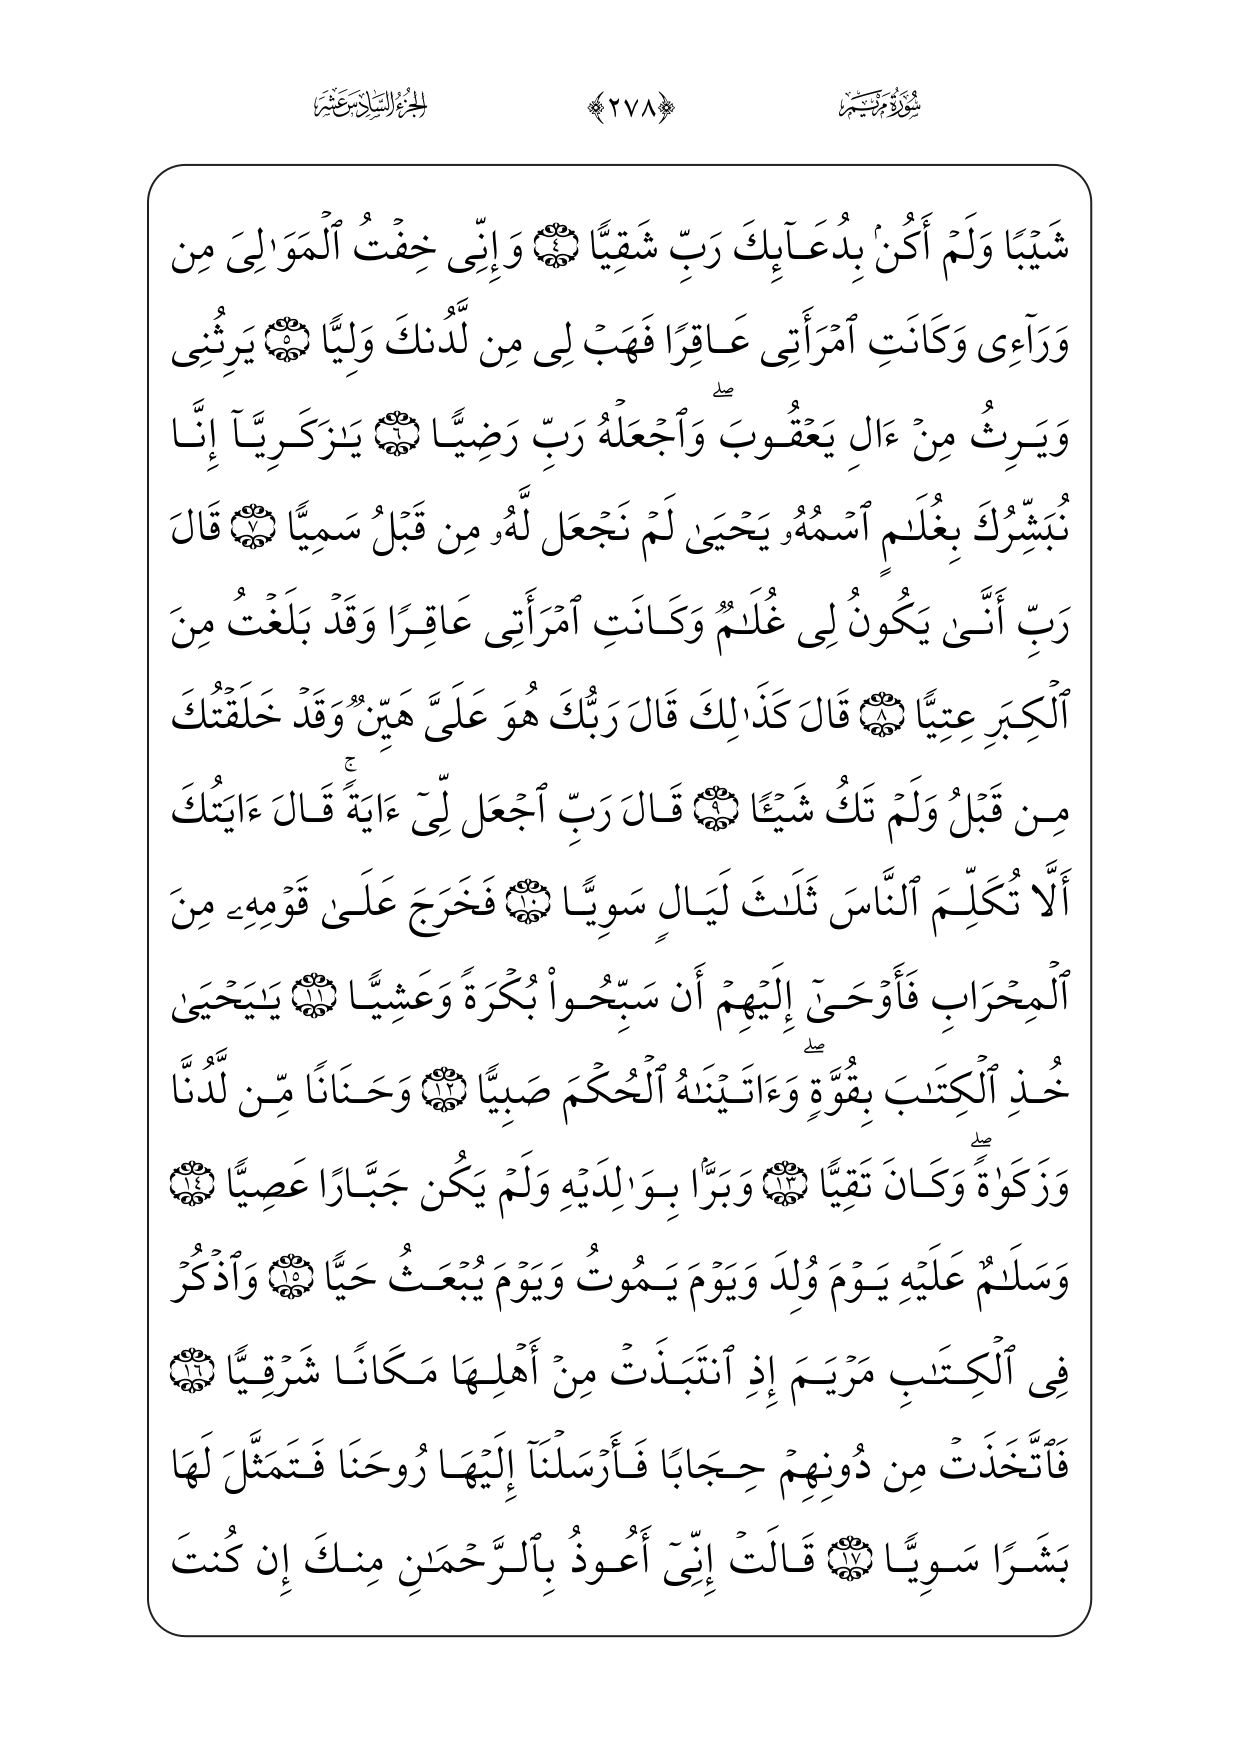 سُورَةُ مَرْيَم ﴿٢٧٨﴾ الجُزْءُ السَّادِسَ عَشَرَ
شَيۡبٗا وَلَمۡ أَكُنۢ بِدُعَآئِكَ رَبِّ شَقِيّٗا ٤ وَإِنِّي خِفۡتُ ٱلۡمَوَٰلِيَ مِن
وَرَآءِي وَكَانَتِ ٱمۡرَأَتِي عَاقِرٗا فَهَبۡ لِي مِن لَّدُنكَ وَلِيّٗا ٥ يَرِثُنِي
وَيَرِثُ مِنۡ ءَالِ يَعۡقُوبَۖ وَٱجۡعَلۡهُ رَبِّ رَضِيّٗا ٦ يَٰزَكَرِيَّآ إِنَّا
نُبَشِّرُكَ بِغُلَٰمٍ ٱسۡمُهُۥ يَحۡيَىٰ لَمۡ نَجۡعَل لَّهُۥ مِن قَبۡلُ سَمِيّٗا ٧ قَالَ
رَبِّ أَنَّىٰ يَكُونُ لِي غُلَٰمٞ وَكَانَتِ ٱمۡرَأَتِي عَاقِرٗا وَقَدۡ بَلَغۡتُ مِنَ
ٱلۡكِبَرِ عِتِيّٗا ٨ قَالَ كَذَٰلِكَ قَالَ رَبُّكَ هُوَ عَلَيَّ هَيِّنٞ وَقَدۡ خَلَقۡتُكَ
مِن قَبۡلُ وَلَمۡ تَكُ شَيۡـٔٗا ٩ قَالَ رَبِّ ٱجۡعَل لِّيٓ ءَايَةٗۚ قَالَ ءَايَتُكَ
أَلَّا تُكَلِّمَ ٱلنَّاسَ ثَلَٰثَ لَيَالٖ سَوِيّٗا ١٠ فَخَرَجَ عَلَىٰ قَوۡمِهِۦ مِنَ
ٱلۡمِحۡرَابِ فَأَوۡحَىٰٓ إِلَيۡهِمۡ أَن سَبِّحُواْ بُكۡرَةٗ وَعَشِيّٗا ١١ يَٰيَحۡيَىٰ
خُذِ ٱلۡكِتَٰبَ بِقُوَّةٖۖ وَءَاتَيۡنَٰهُ ٱلۡحُكۡمَ صَبِيّٗا ١٢ وَحَنَانٗا مِّن لَّدُنَّا
وَزَكَوٰةٗۖ وَكَانَ تَقِيّٗا ١٣ وَبَرَّۢا بِوَٰلِدَيۡهِ وَلَمۡ يَكُن جَبَّارًا عَصِيّٗا ١٤
وَسَلَٰمٌ عَلَيۡهِ يَوۡمَ وُلِدَ وَيَوۡمَ يَمُوتُ وَيَوۡمَ يُبۡعَثُ حَيّٗا ١٥ وَٱذۡكُرۡ
فِي ٱلۡكِتَٰبِ مَرۡيَمَ إِذِ ٱنتَبَذَتۡ مِنۡ أَهۡلِهَا مَكَانٗا شَرۡقِيّٗا ١٦
فَٱتَّخَذَتۡ مِن دُونِهِمۡ حِجَابٗا فَأَرۡسَلۡنَآ إِلَيۡهَا رُوحَنَا فَتَمَثَّلَ لَهَا
بَشَرٗا سَوِيّٗا ١٧ قَالَتۡ إِنِّيٓ أَعُوذُ بِٱلرَّحۡمَٰنِ مِنكَ إِن كُنتَ